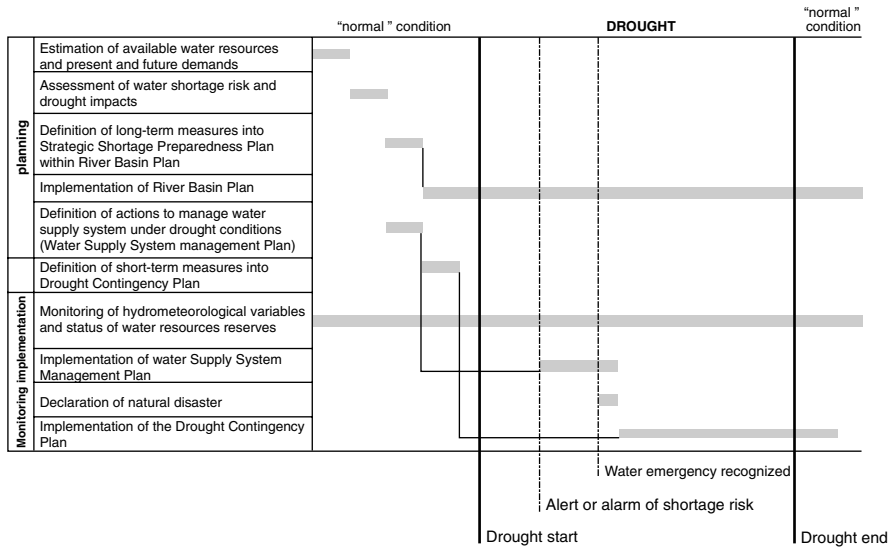 “normal ” condition
DROUGHT
“normal ”
condition
planning
Estimation of available water resources
and present and future demands
Assessment of water shortage risk and
drought impacts
Definition of long-term measures into
Strategic Shortage Preparedness Plan
within River Basin Plan
Implementation of River Basin Plan
Definition of actions to manage water
supply system under drought conditions
(Water Supply System management Plan)
Definition of short-term measures into
Drought Contingency Plan
Monitoring implementation
Monitoring of hydrometeorological variables
and status of water resources reserves
Implementation of water Supply System
Management Plan
Declaration of natural disaster
Implementation of the Drought Contingency
Plan
Water emergency recognized
Alert or alarm of shortage risk
Drought start
Drought end